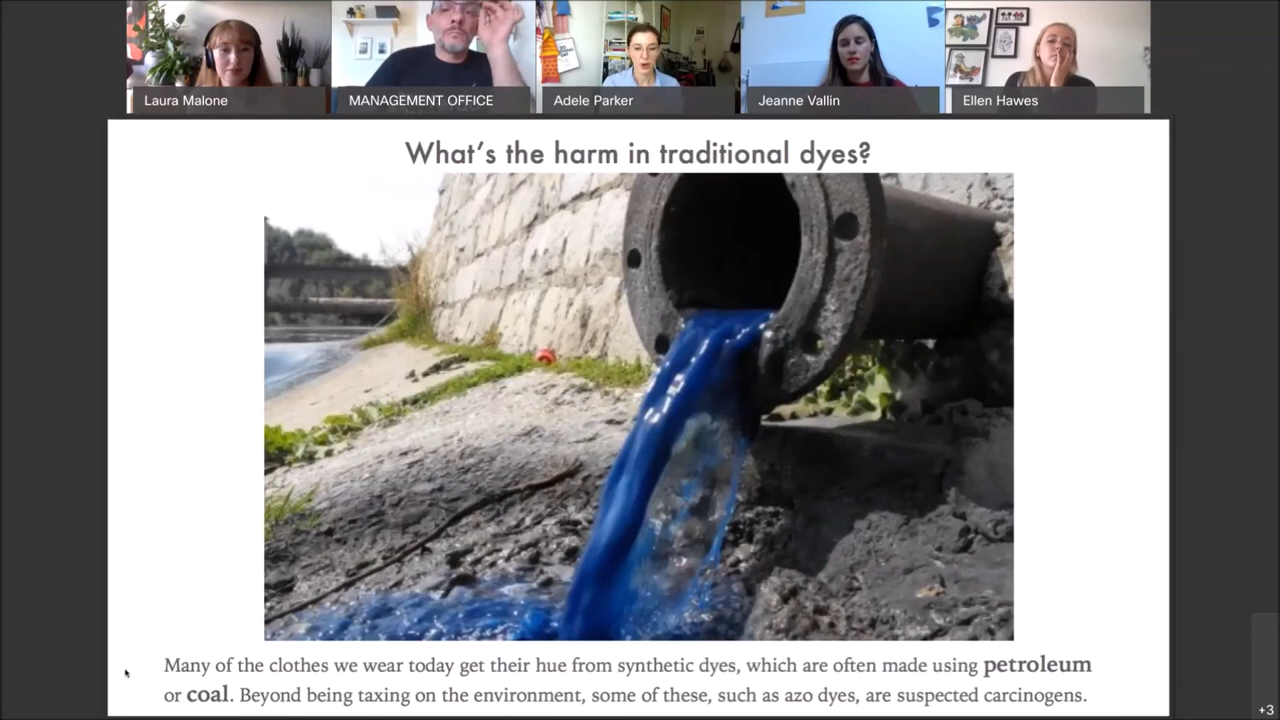 Laura Malone
MANAGEMENT OFFICE
Adele Parker
Jeanne Vallin
Ellen Hawes
What's the harm in traditional dyes?
Many of the clothes we wear today get their hue from synthetic dyes, which are often made using petroleum
or coal. Beyond being taxing on the environment, some of these, such as azo dyes, are suspected carcinogens.
+3